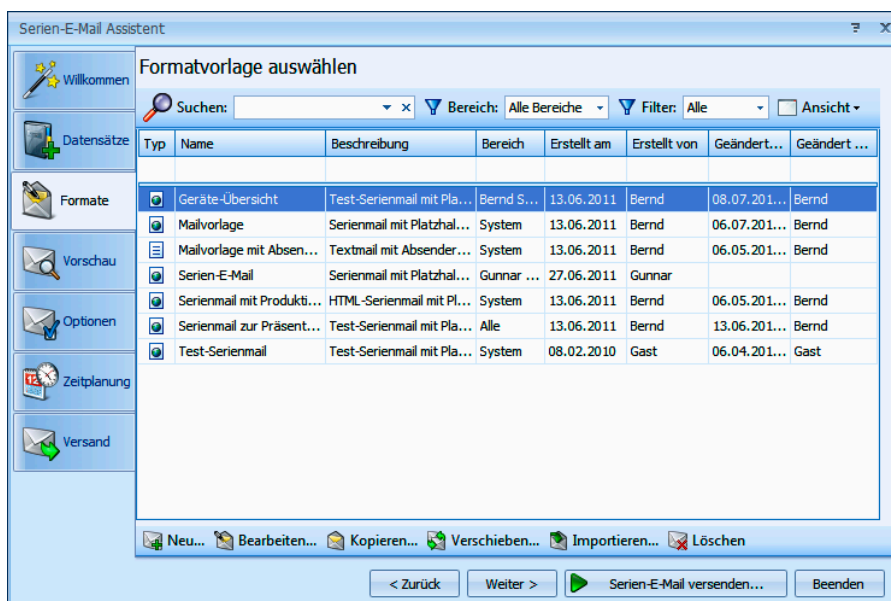 Serien-E-Mail Assistent
Willkommen
Datensätze
Formate
Vorschau
Optionen
Zeitplanung
Versand
Formatvorlage auswählen
Suchen: Bereich: Alle Bereiche Filter: Alle Ansicht
Typ Name Beschreibung Bereich Erstellt am Erstellt von Geändert... Geändert ...
Geräte-Übersicht Test-Serienmail mit Pla... Bernd S... 13.06.2011 Bernd 08.07.201... Bernd
Mailvorlage Serienmail mit Platzhal... System 13.06.2011 Bernd 06.07.201... Bernd
Mailvorlage mit Absen... Textmail mit Absender... System 13.06.2011 Bernd 06.05.201... Bernd
Serien-E-Mail Serienmail mit Platzhal... Gunnar ... 27.06.2011 Gunnar
Serienmail mit Produkti... HTML-Serienmail mit Pl... System 13.06.2011 Bernd 06.05.201... Bernd
Serienmail zur Präsent... Test-Serienmail mit Pla... Alle 13.06.2011 Bernd 13.06.201... Bernd
Test-Serienmail Test-Serienmail mit Pla... System 08.02.2010 Gast 06.04.201... Gast
Neu... Bearbeiten... Kopieren... Verschieben... Importieren... Löschen
< Zurück Weiter > Serien-E-Mail versenden... Beenden